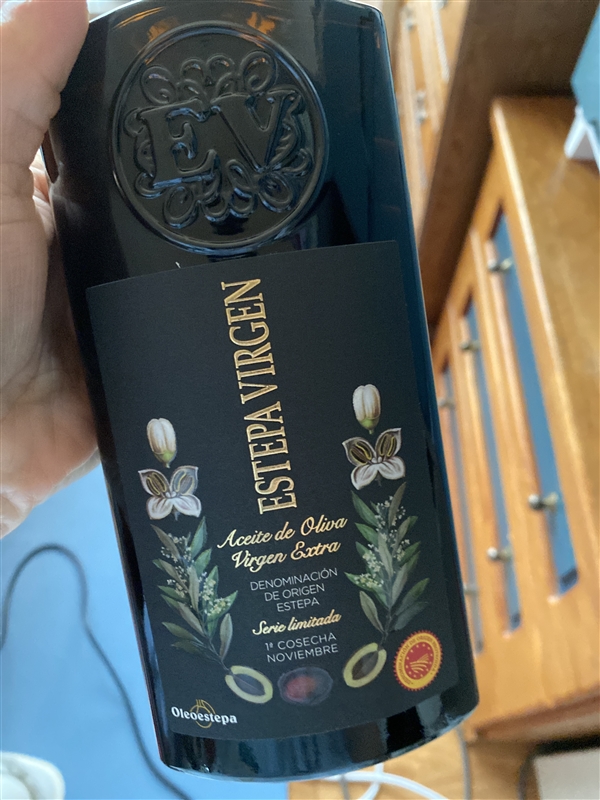 EV
ESTEPA VIRGEN
Aceite de Oliva
Virgen Extra
DENOMINACIÓN
DE ORIGEN
ESTEPA
Serie limitada
1ª COSECHA
NOVIEMBRE
Oleoestepa